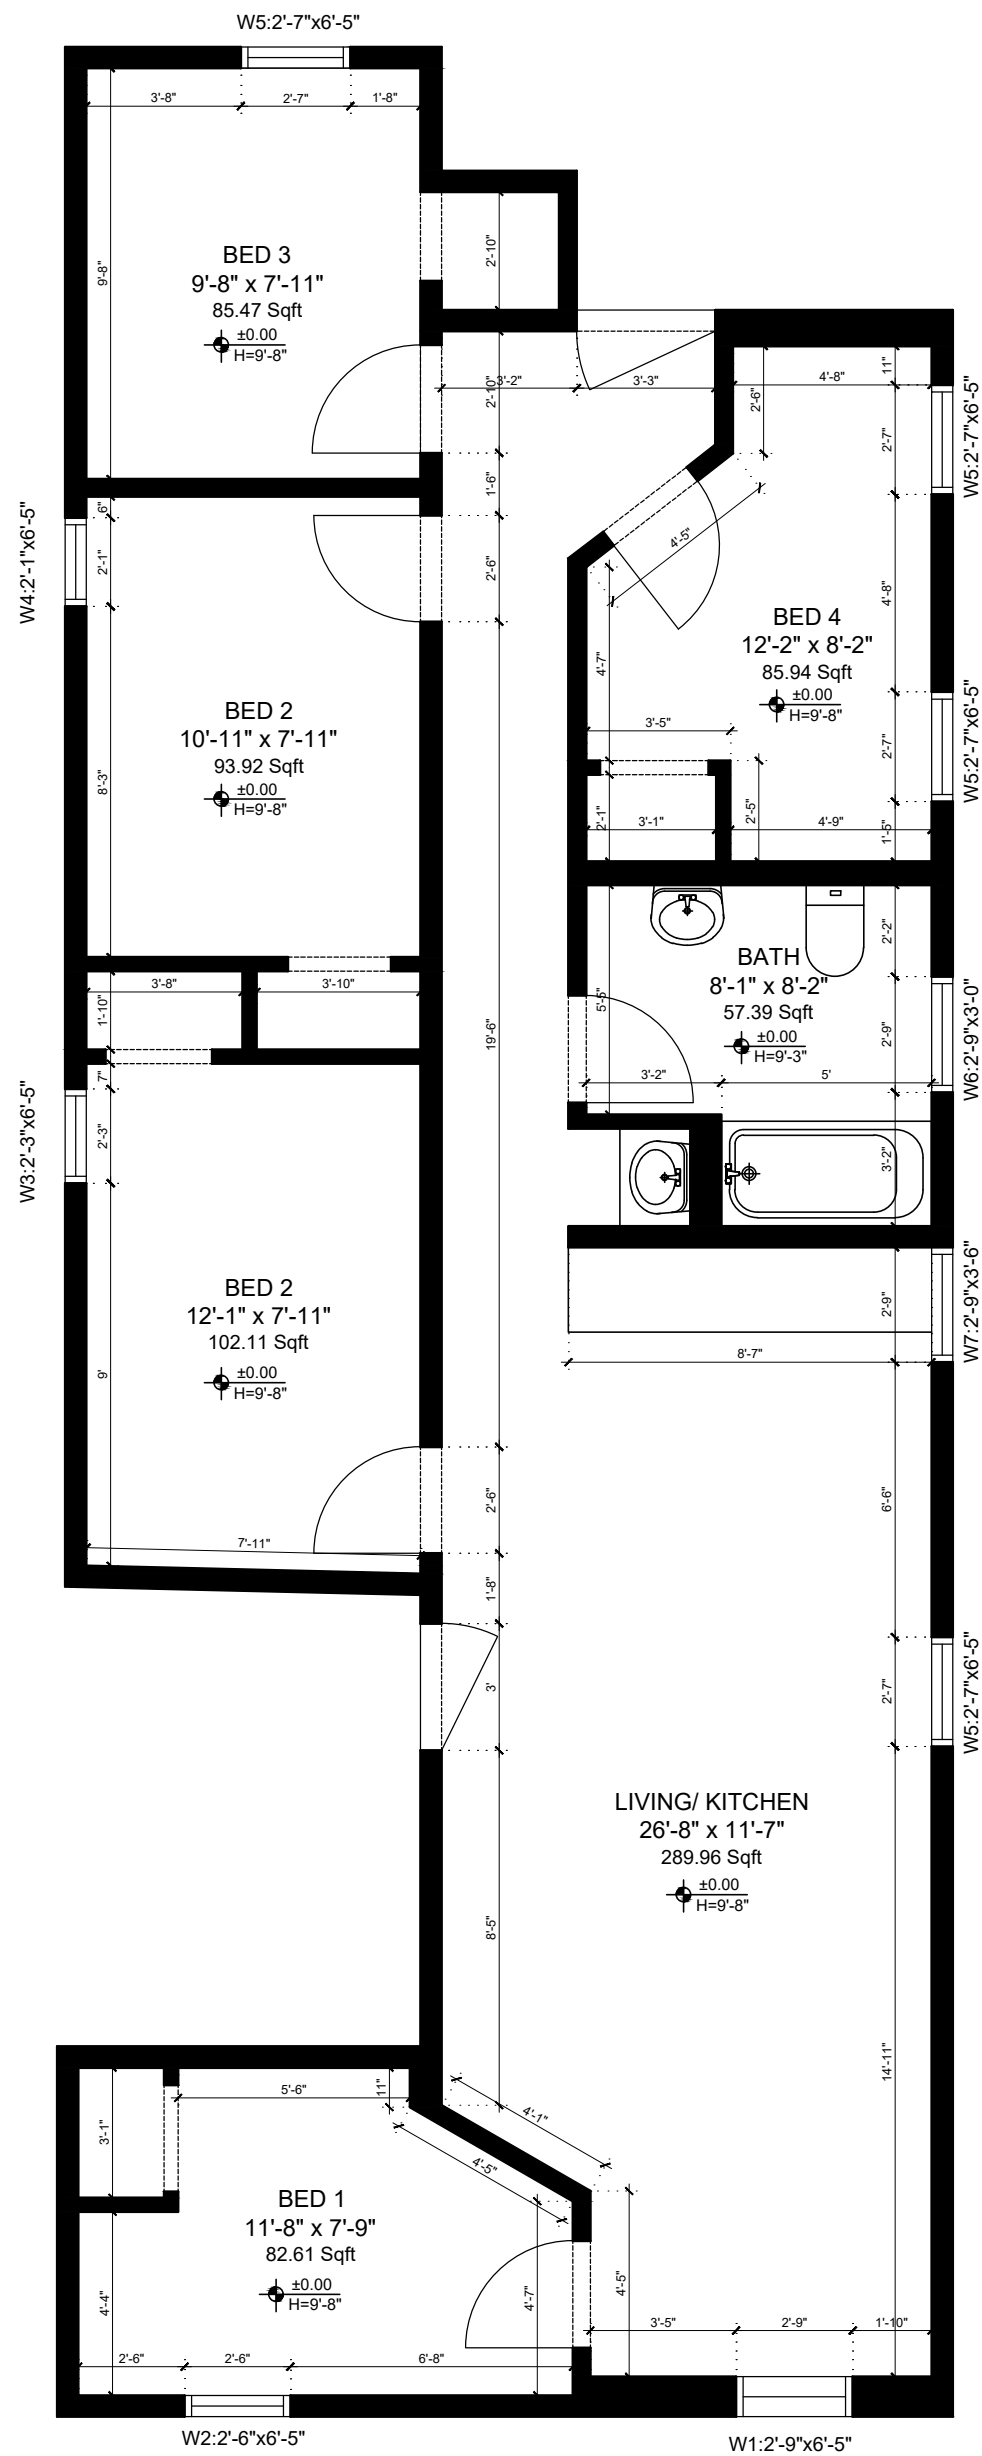 W5:2'-7"x6'-5"
3'-8"
2'-7"
1'-8"
9'-8"
BED 3
9'-8" x 7'-11"
85.47 Sqft
±0.00
H=9'-8"
2'-10"
2'-10"
3'-2"
3'-3"
4'-8"
11"
2'-6"
2'-7"
W5:2'-7"x6'-5"
1'-6"
6"
2'-1"
W4:2'-1"x6'-5"
2'-6"
4'-5"
4'-8"
BED 4
12'-2" x 8'-2"
85.94 Sqft
±0.00
H=9'-8"
4'-7"
3'-5"
2'-7"
W5:2'-7"x6'-5"
BED 2
10'-11" x 7'-11"
93.92 Sqft
±0.00
H=9'-8"
8'-3"
2'-1"
3'-1"
2'-5"
4'-9"
1'-5"
2'-2"
BATH
8'-1" x 8'-2"
57.39 Sqft
±0.00
H=9'-3"
5'-5"
3'-2"
5'
2'-9"
W6:2'-9"x3'-0"
3'-8"
3'-10"
1'-10"
19'-6"
7"
2'-3"
W3:2'-3"x6'-5"
3'-2"
BED 2
12'-1" x 7'-11"
102.11 Sqft
±0.00
H=9'-8"
9'
2'-9"
W7:2'-9"x3'-6"
8'-7"
2'-6"
6'-6"
7'-11"
1'-8"
3'
2'-7"
W5:2'-7"x6'-5"
LIVING/ KITCHEN
26'-8" x 11'-7"
289.96 Sqft
±0.00
H=9'-8"
8'-5"
14'-11"
5'-6"
11"
3'-1"
4'-1"
4'-5"
BED 1
11'-8" x 7'-9"
82.61 Sqft
±0.00
H=9'-8"
4'-4"
4'-7"
4'-5"
3'-5"
2'-9"
1'-10"
2'-6"
2'-6"
6'-8"
W2:2'-6"x6'-5"
W1:2'-9"x6'-5"